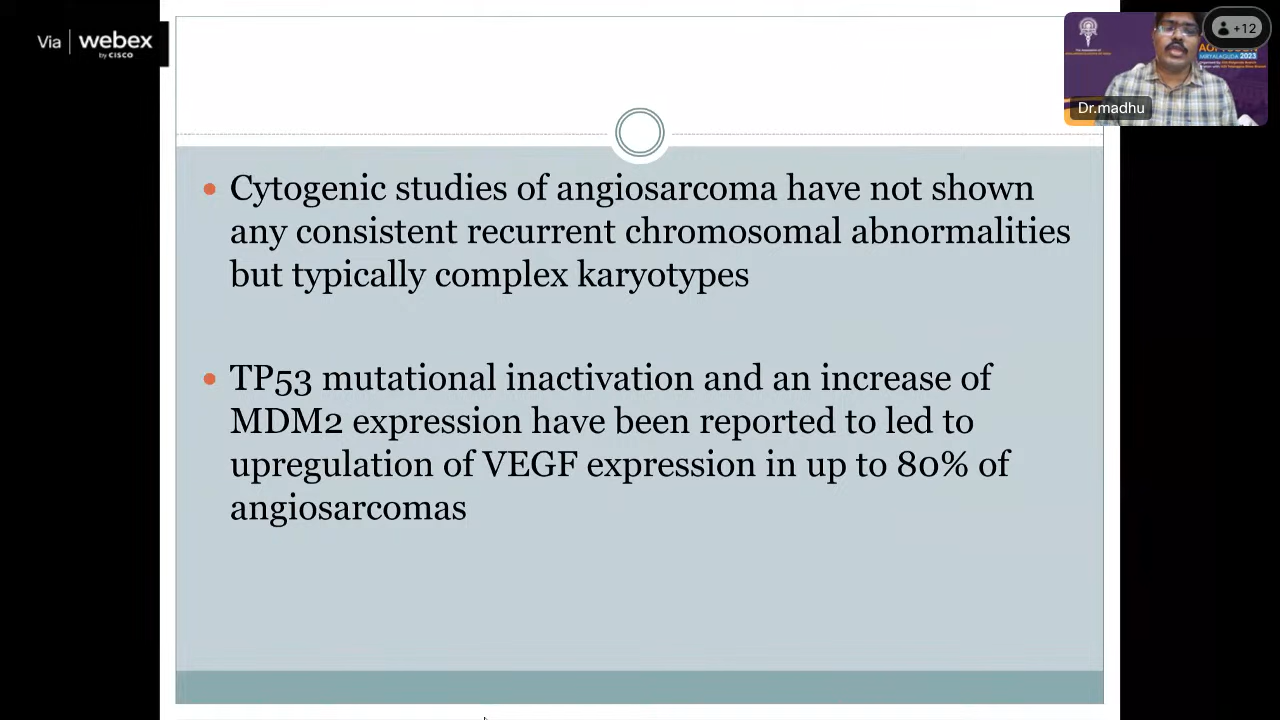 Via webex
by CISCO
+12
2023
Dr.madhu
Cytogenic studies of angiosarcoma have not shown
any consistent recurrent chromosomal abnormalities
but typically complex karyotypes
TP53 mutational inactivation and an increase of
MDM2 expression have been reported to led to
upregulation of VEGF expression in up to 80% of
angiosarcomas